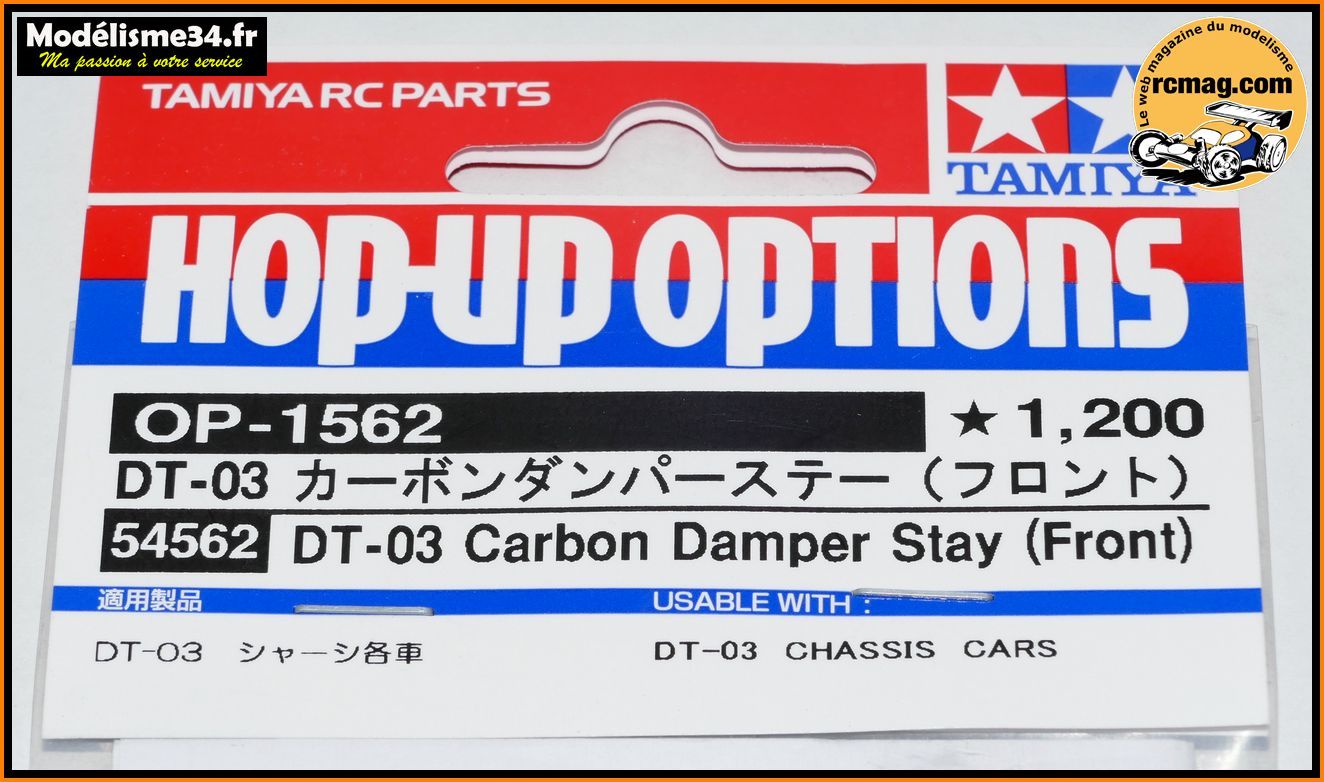 Modélisme34.fr
Ma passion à votre service
Le web magazine du modelisme
rcmag.com
TAMIYA RC PARTS
TAMIYA
HOP-UP OPTIONS
OP-1562 ★ 1,200
DT-03 カーボンダンパーステー（フロント）
54562 DT-03 Carbon Damper Stay (Front)
適用製品 USABLE WITH :
DT-03 シャーシ各車 DT-03 CHASSIS CARS